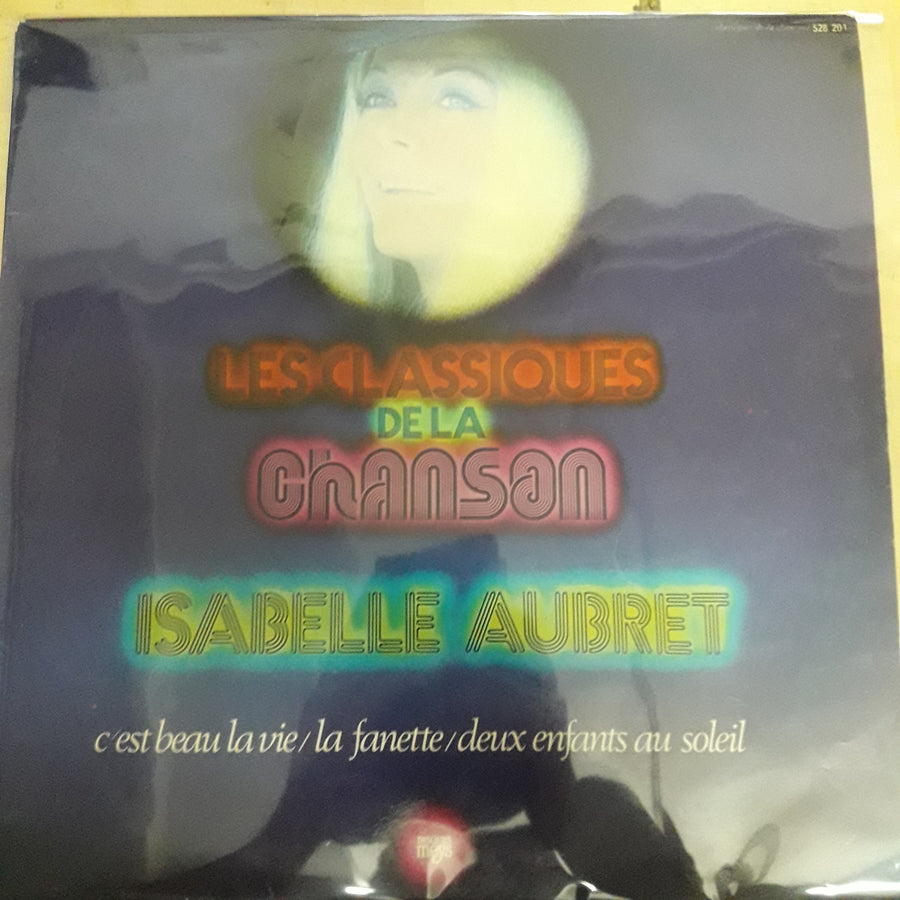 528 201
LES CLASSIQUES
DE LA
Chanson
ISABELLE AUBRET
c'est beau la vie/la fanette/deux enfants au soleil
meys